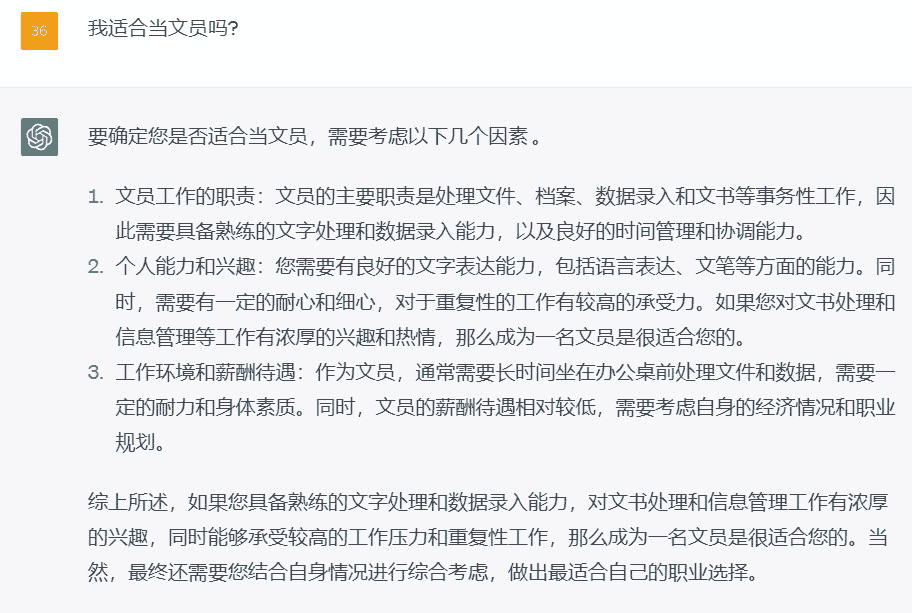 36
我适合当文员吗?
要确定您是否适合当文员，需要考虑以下几个因素。
1. 文员工作的职责：文员的主要职责是处理文件、档案、数据录入和文书等事务性工作，因
此需要具备熟练的文字处理和数据录入能力，以及良好的时间管理和协调能力。
2. 个人能力和兴趣：您需要有良好的文字表达能力，包括语言表达、文笔等方面的能力。同
时，需要有一定的耐心和细心，对于重复性的工作有较高的承受力。如果您对文书处理和
信息管理等工作有浓厚的兴趣和热情，那么成为一名文员是很适合您的。
3. 工作环境和薪酬待遇：作为文员，通常需要长时间坐在办公桌前处理文件和数据，需要一
定的耐力和身体素质。同时，文员的薪酬待遇相对较低，需要考虑自身的经济情况和职业
规划。
综上所述，如果您具备熟练的文字处理和数据录入能力，对文书处理和信息管理工作有浓厚
的兴趣，同时能够承受较高的工作压力和重复性工作，那么成为一名文员是很适合您的。当
然，最终还需要您结合自身情况进行综合考虑，做出最适合自己的职业选择。